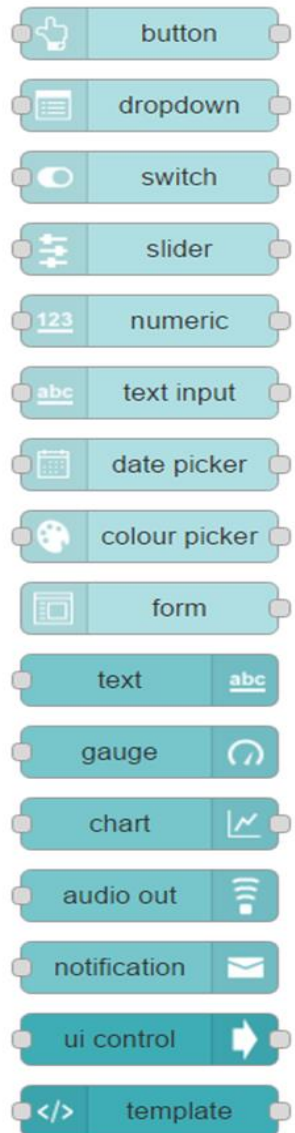 button
dropdown
switch
slider
123 numeric
abc text input
date picker
colour picker
form
text abc
gauge
chart
audio out
notification
ui control
</> template